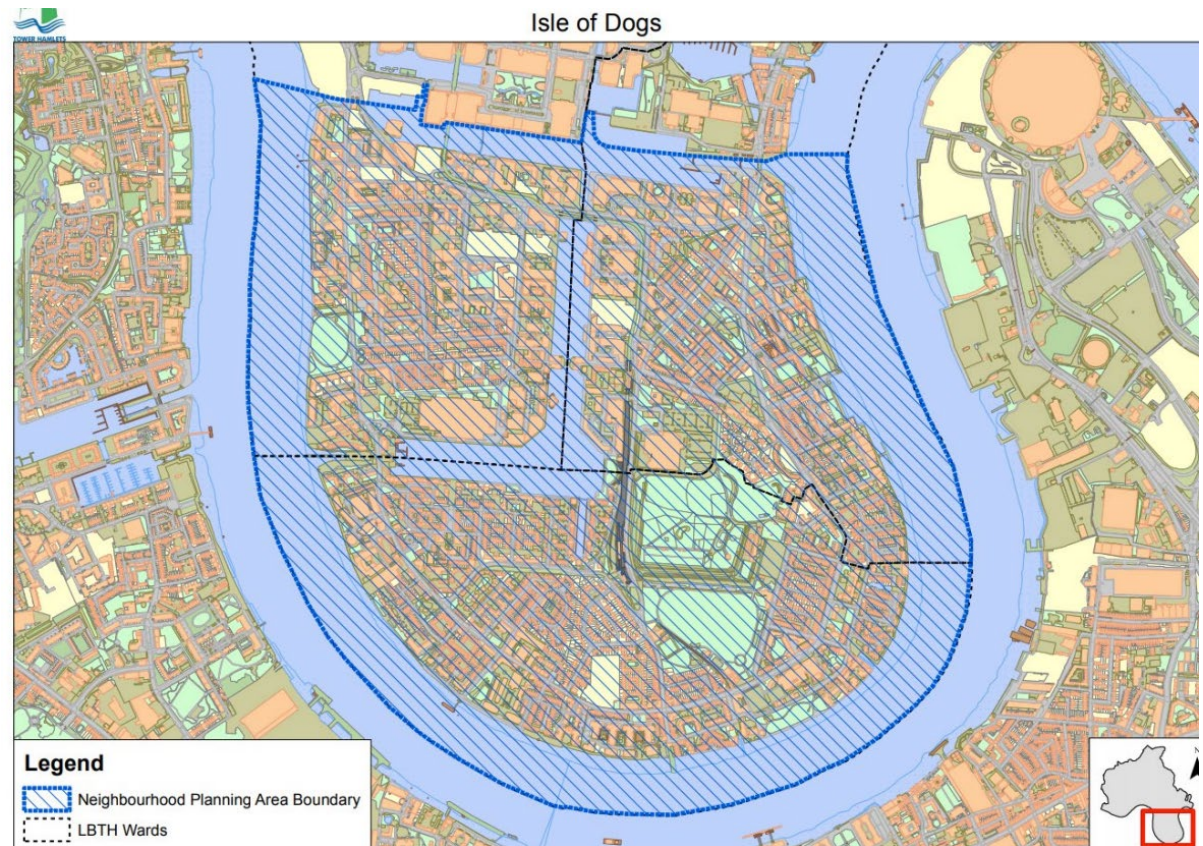 Isle of Dogs
TOWER HAMLETS
Legend
Neighbourhood Planning Area Boundary
LBTH Wards
N